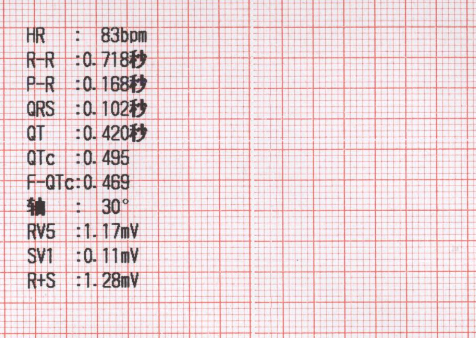 HR : 83bpm
R-R :0.718秒
P-R :0.168秒
QRS :0.102秒
QT :0.420秒
QTc :0.495
F-QTc:0.469
轴 : 30°
RV5 :1.17mV
SV1 :0.11mV
R+S :1.28mV